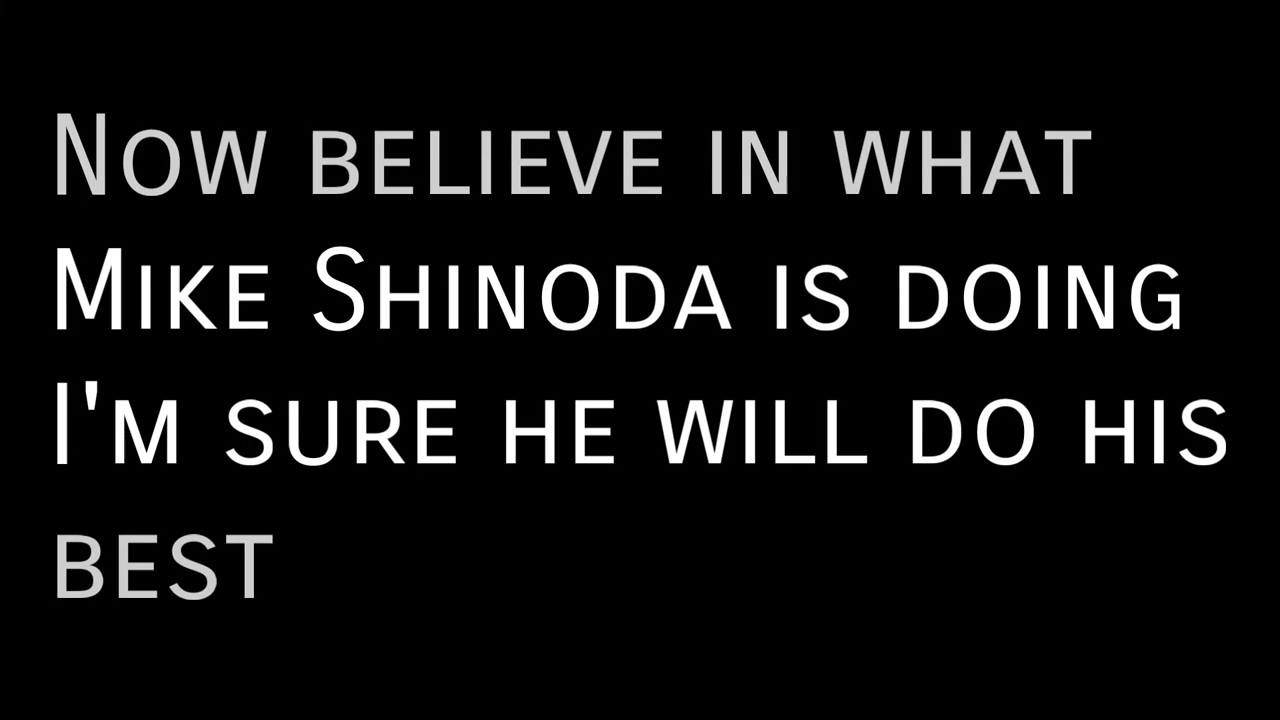 Now believe in what
Mike Shinoda is doing
I'm sure he will do his
best